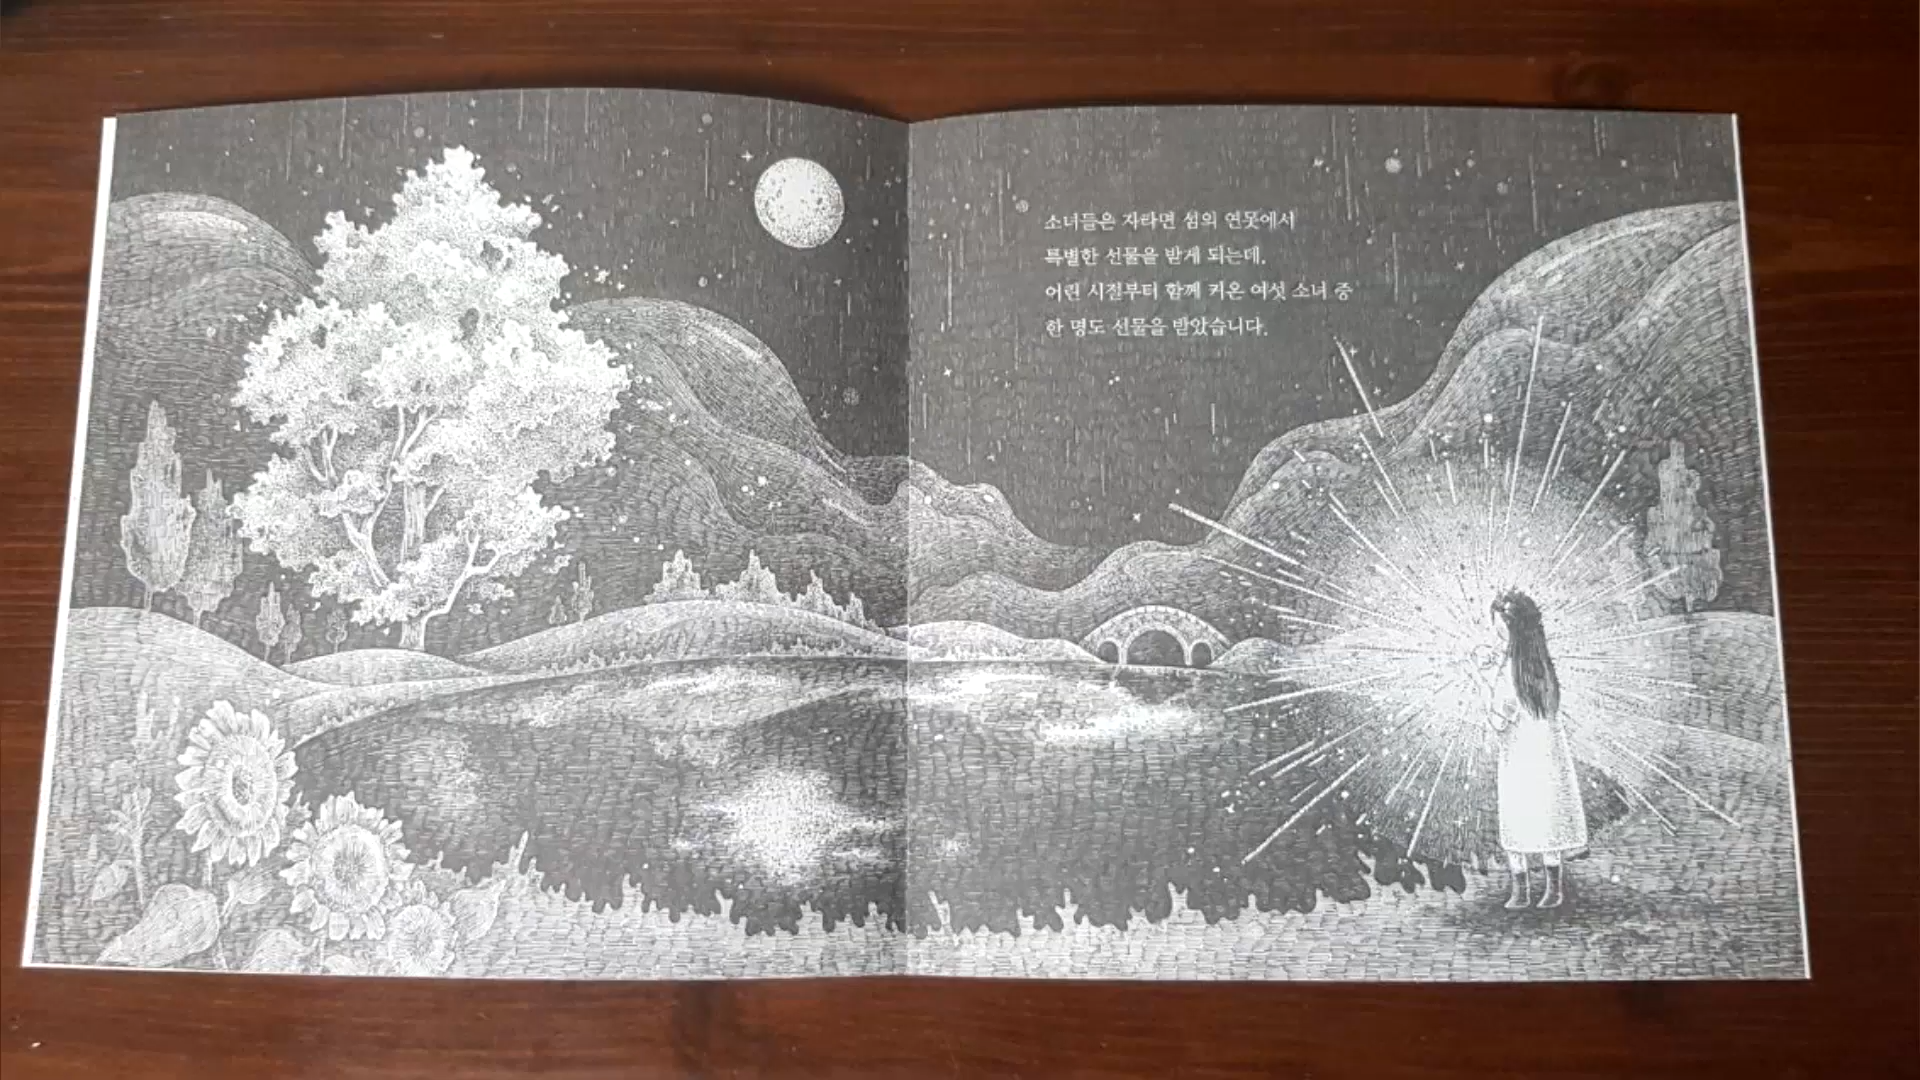 소녀들은 자라면 섬의 연못에서
특별한 선물을 받게 되는데,
어린 시절부터 함께 커온 여섯 소녀 중
한 명도 선물을 받았습니다.